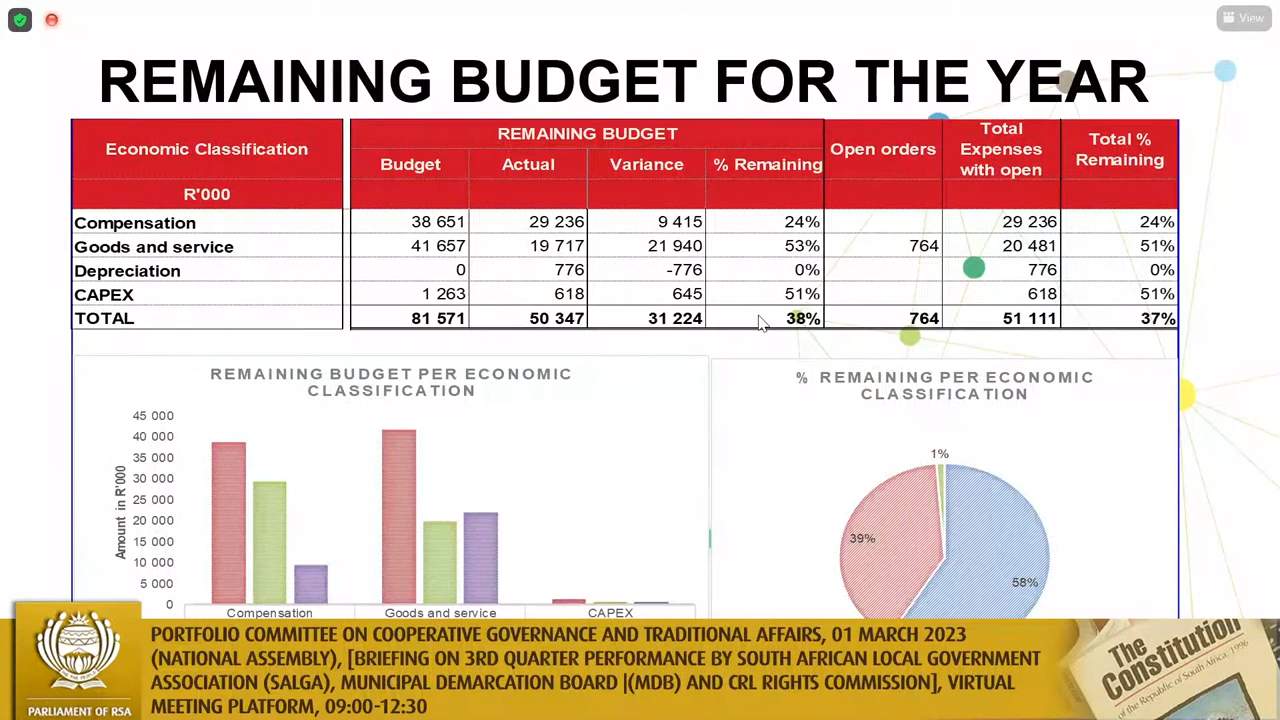 View
REMAINING BUDGET FOR THE YEAR
Economic Classification REMAINING BUDGET Open orders Total Expenses with open Total % Remaining
Budget Actual Variance % Remaining
R'000
Compensation 38 651 29 236 9 415 24% 29 236 24%
Goods and service 41 657 19 717 21 940 53% 764 20 481 51%
Depreciation 0 776 -776 0% 776 0%
CAPEX 1 263 618 645 51% 618 51%
TOTAL 81 571 50 347 31 224 38% 764 51 111 37%
REMAINING BUDGET PER ECONOMIC
CLASSIFICATION
45 000
40 000
35 000
30 000
25 000
20 000
15 000
10 000
5 000
0
Amount in R'000
Compensation Goods and service CAPEX
% REMAINING PER ECONOMIC
CLASSIFICATION
1%
39%
58%
PARLIAMENT OF RSA
PORTFOLIO COMMITTEE ON COOPERATIVE GOVERNANCE AND TRADITIONAL AFFAIRS, 01 MARCH 2023
(NATIONAL ASSEMBLY), [BRIEFING ON 3RD QUARTER PERFORMANCE BY SOUTH AFRICAN LOCAL GOVERNMENT
ASSOCIATION (SALGA), MUNICIPAL DEMARCATION BOARD |(MDB) AND CRL RIGHTS COMMISSION], VIRTUAL
MEETING PLATFORM, 09:00-12:30
The
Constitution
of the Republic of South Africa, 1996